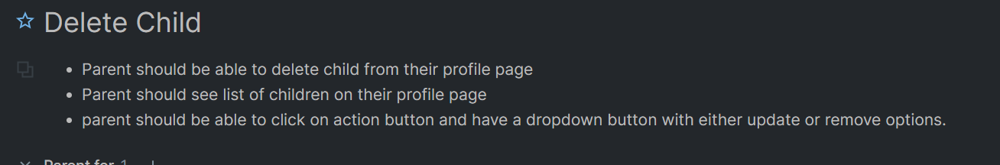 Delete Child
Parent should be able to delete child from their profile page
Parent should see list of children on their profile page
parent should be able to click on action button and have a dropdown button with either update or remove options.
Parent for 1